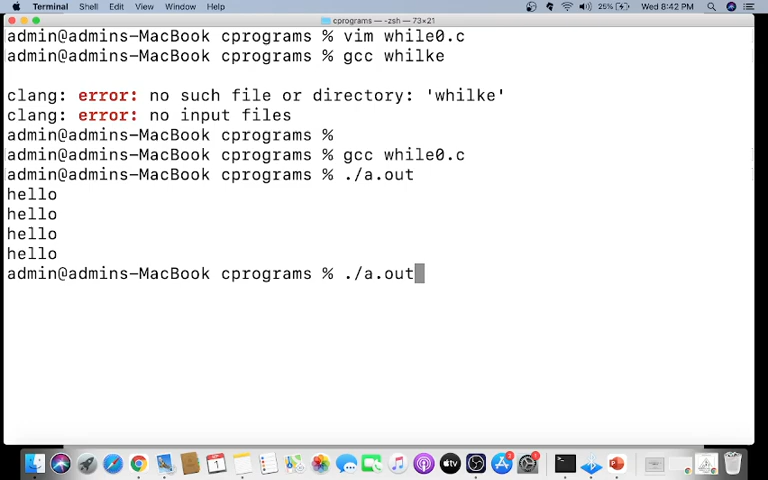 Terminal Shell Edit View Window Help 25% Wed 8:42 PM
cprograms — -zsh — 73×21
admin@admins-MacBook cprograms % vim while0.c
admin@admins-MacBook cprograms % gcc whilke
clang: error: no such file or directory: 'whilke'
clang: error: no input files
admin@admins-MacBook cprograms %
admin@admins-MacBook cprograms % gcc while0.c
admin@admins-MacBook cprograms % ./a.out
hello
hello
hello
hello
admin@admins-MacBook cprograms % ./a.out